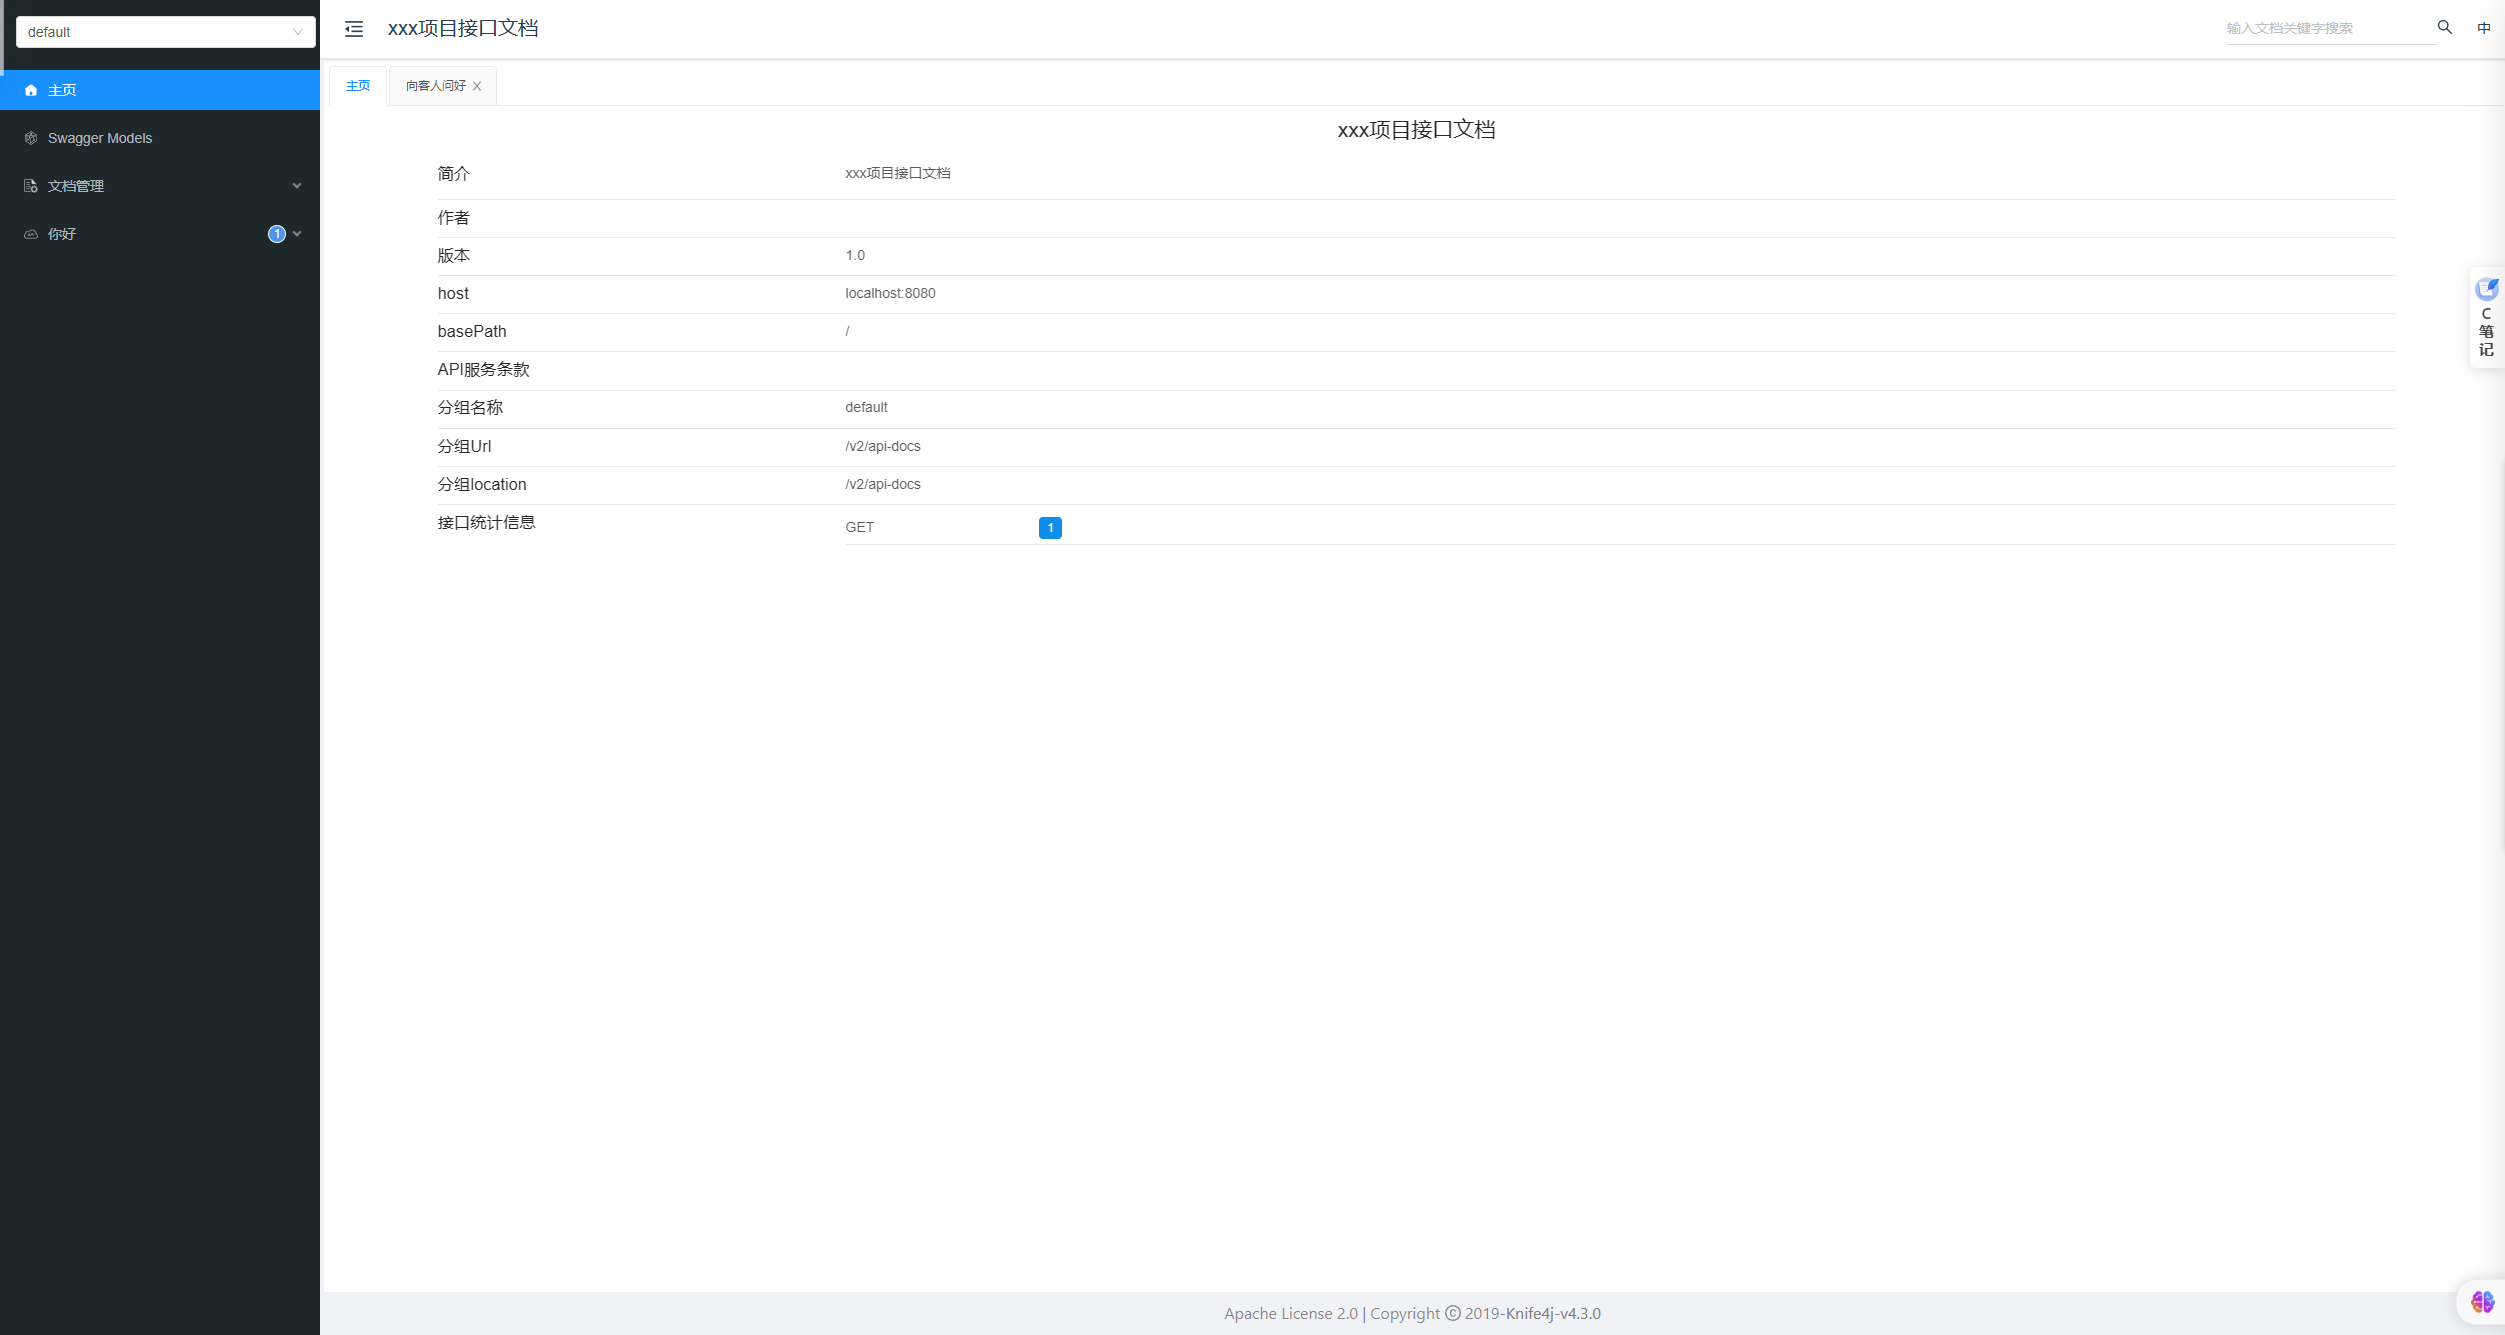 default
主页
Swagger Models
文档管理
你好 1
xxx项目接口文档
输入文档关键字搜索 中
主页 向客人问好
xxx项目接口文档
简介 xxx项目接口文档
作者
版本 1.0
host localhost:8080
basePath /
API服务条款
分组名称 default
分组Url /v2/api-docs
分组location /v2/api-docs
接口统计信息 GET 1
C
笔
记
Apache License 2.0 | Copyright © 2019-Knife4j-v4.3.0